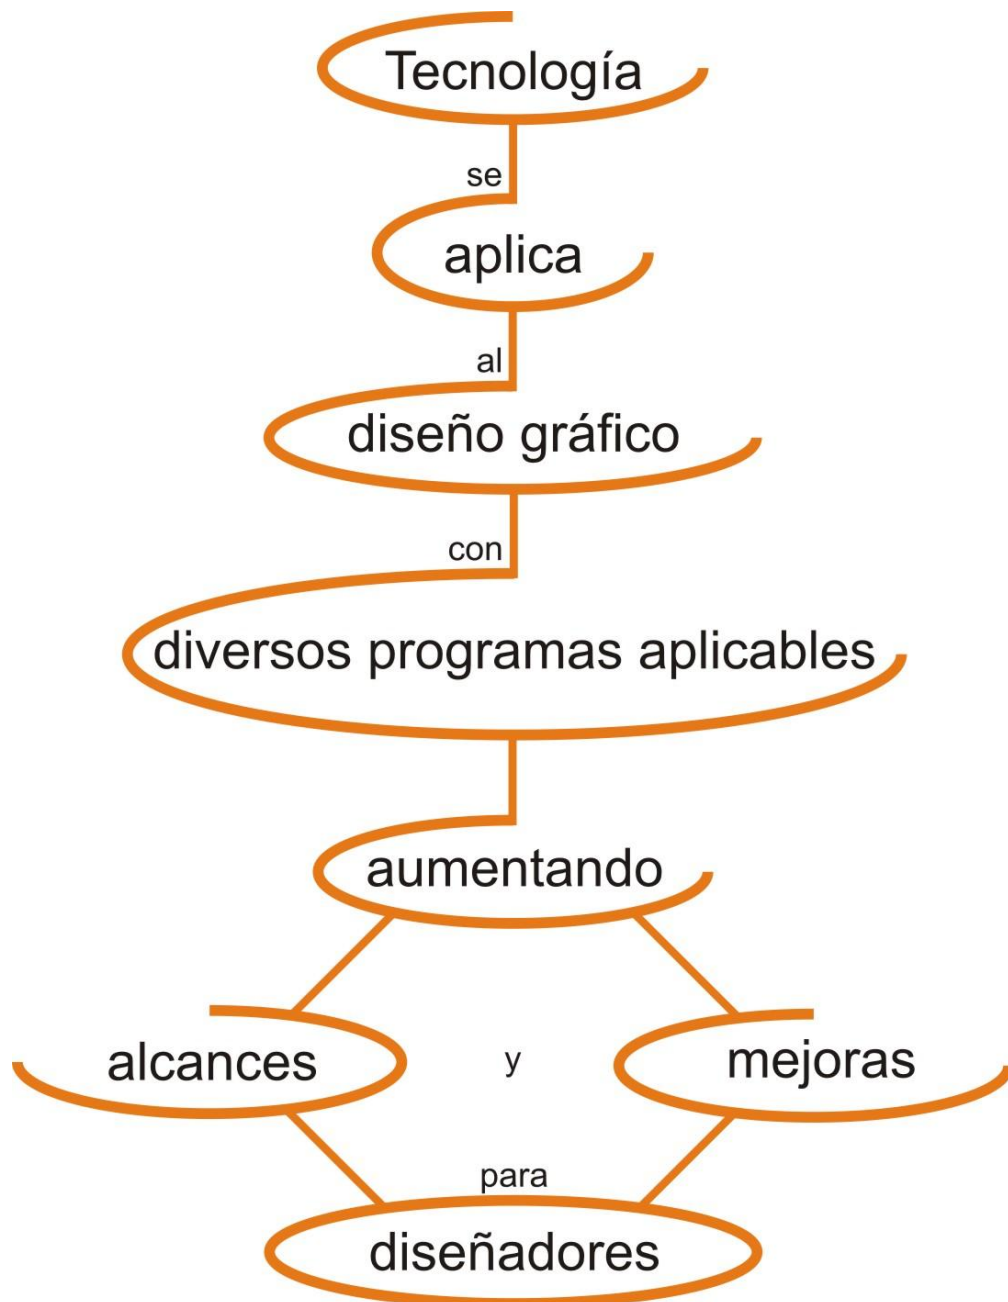 Tecnología
se
aplica
al
diseño gráfico
con
diversos programas aplicables
aumentando
alcances
y
mejoras
para
diseñadores